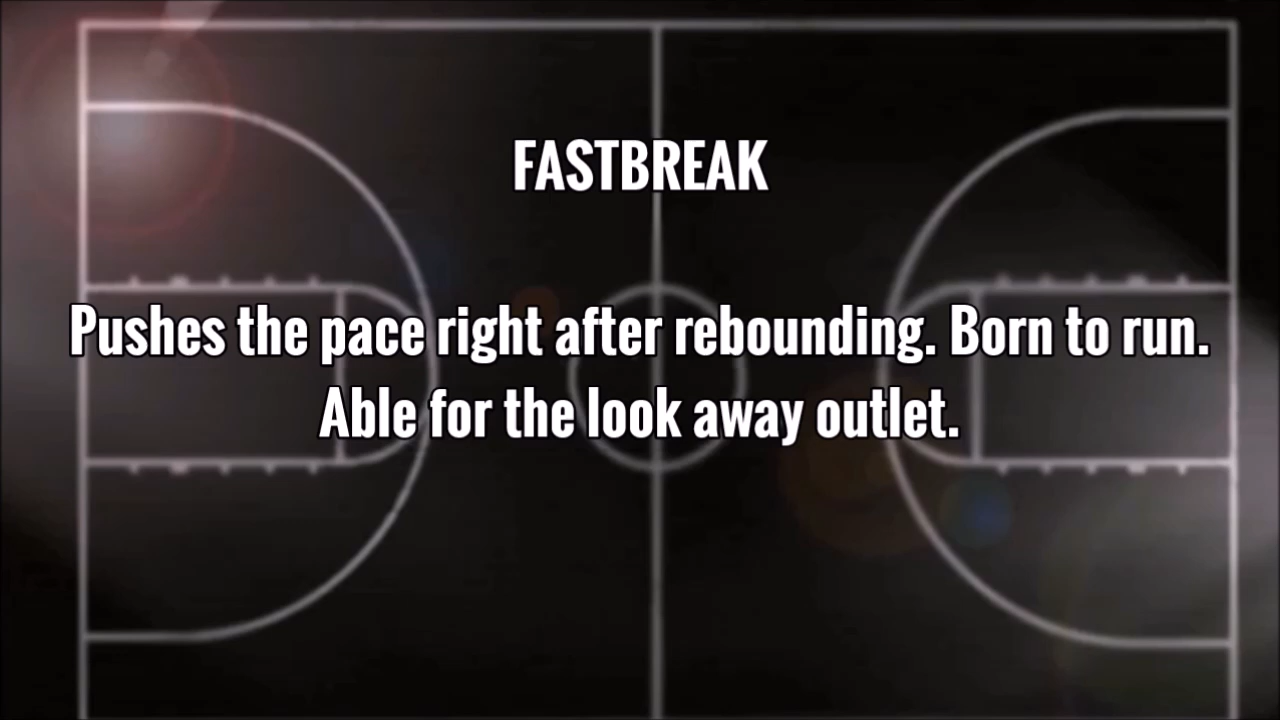 FASTBREAK
Pushes the pace right after rebounding. Born to run.
Able for the look away outlet.